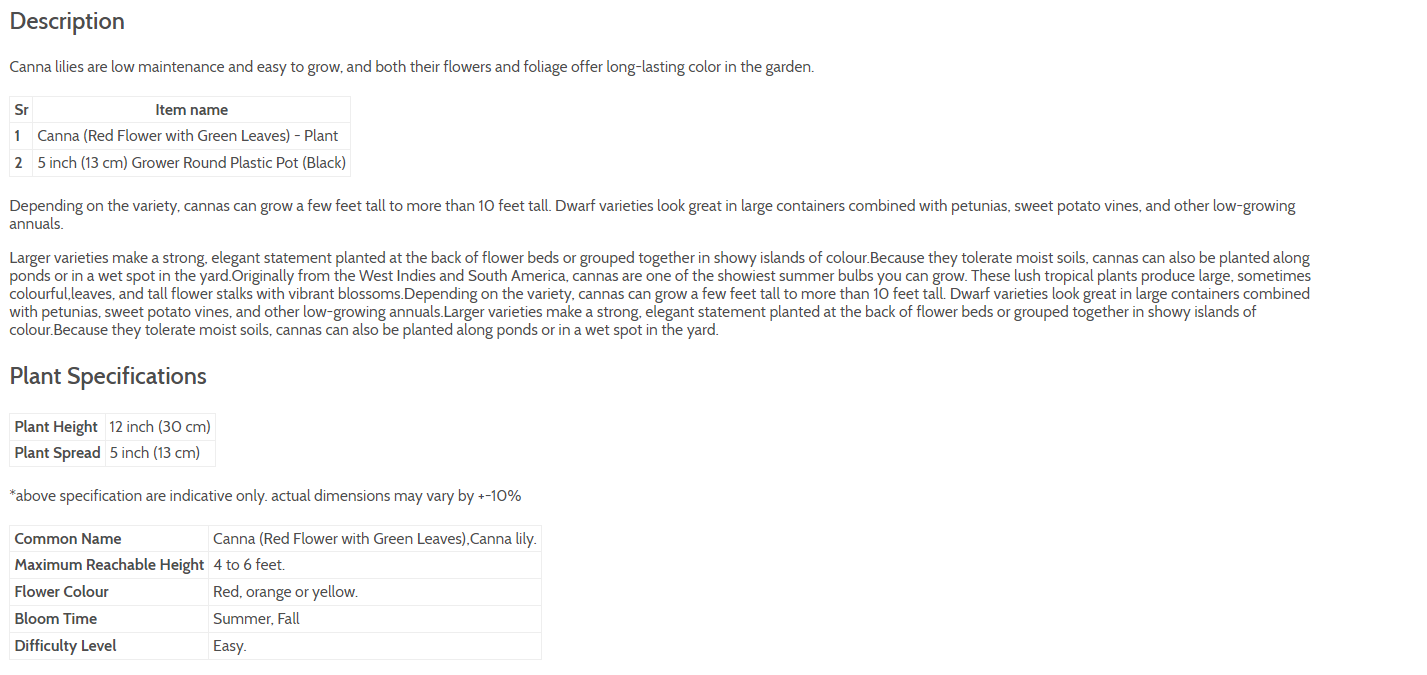 Description
Canna lilies are low maintenance and easy to grow, and both their flowers and foliage offer long-lasting color in the garden.
Sr Item name
1 Canna (Red Flower with Green Leaves) - Plant
2 5 inch (13 cm) Grower Round Plastic Pot (Black)
Depending on the variety, cannas can grow a few feet tall to more than 10 feet tall. Dwarf varieties look great in large containers combined with petunias, sweet potato vines, and other low-growing
annuals.
Larger varieties make a strong, elegant statement planted at the back of flower beds or grouped together in showy islands of colour.Because they tolerate moist soils, cannas can also be planted along
ponds or in a wet spot in the yard.Originally from the West Indies and South America, cannas are one of the showiest summer bulbs you can grow. These lush tropical plants produce large, sometimes
colourful,leaves, and tall flower stalks with vibrant blossoms.Depending on the variety, cannas can grow a few feet tall to more than 10 feet tall. Dwarf varieties look great in large containers combined
with petunias, sweet potato vines, and other low-growing annuals.Larger varieties make a strong, elegant statement planted at the back of flower beds or grouped together in showy islands of
colour.Because they tolerate moist soils, cannas can also be planted along ponds or in a wet spot in the yard.
Plant Specifications
Plant Height 12 inch (30 cm)
Plant Spread 5 inch (13 cm)
*above specification are indicative only. actual dimensions may vary by +-10%
Common Name Canna (Red Flower with Green Leaves),Canna lily.
Maximum Reachable Height 4 to 6 feet.
Flower Colour Red, orange or yellow.
Bloom Time Summer, Fall
Difficulty Level Easy.